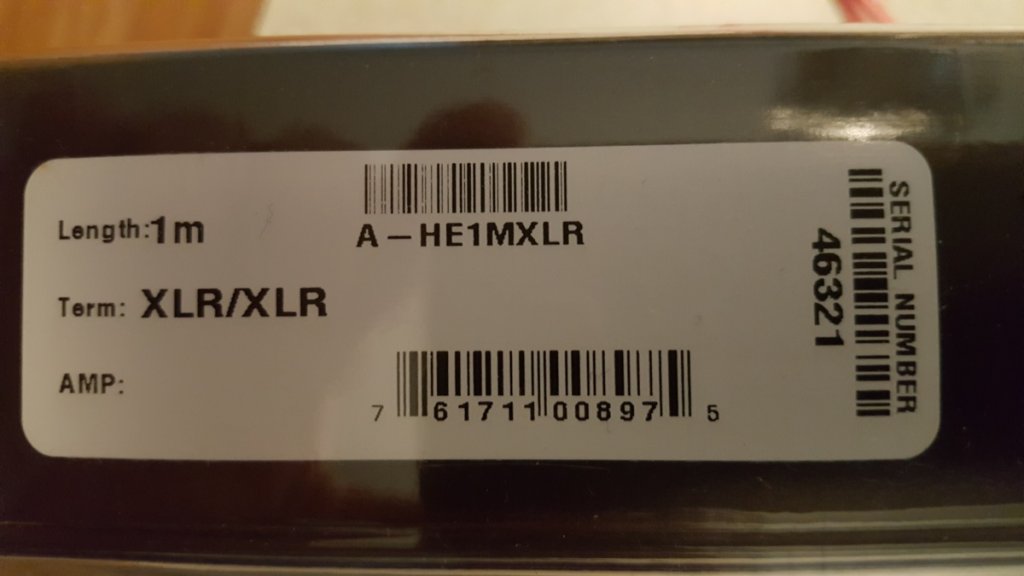 Length:1m
A-HE1MXLR
Term: XLR/XLR
AMP:
7 61711 00897 5
SERIAL NUMBER
46321